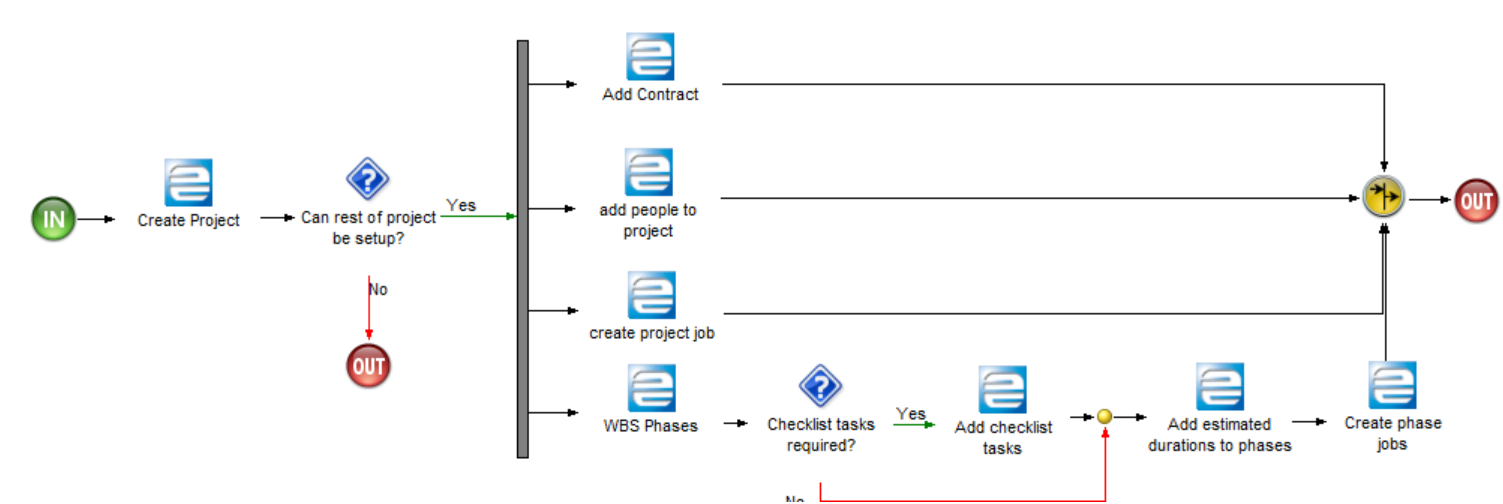 IN
Create Project
Can rest of project
be setup?
Yes
No
OUT
Add Contract
add people to
project
create project job
WBS Phases
Checklist tasks
required?
Yes
No
Add checklist
tasks
Add estimated
durations to phases
Create phase
jobs
OUT